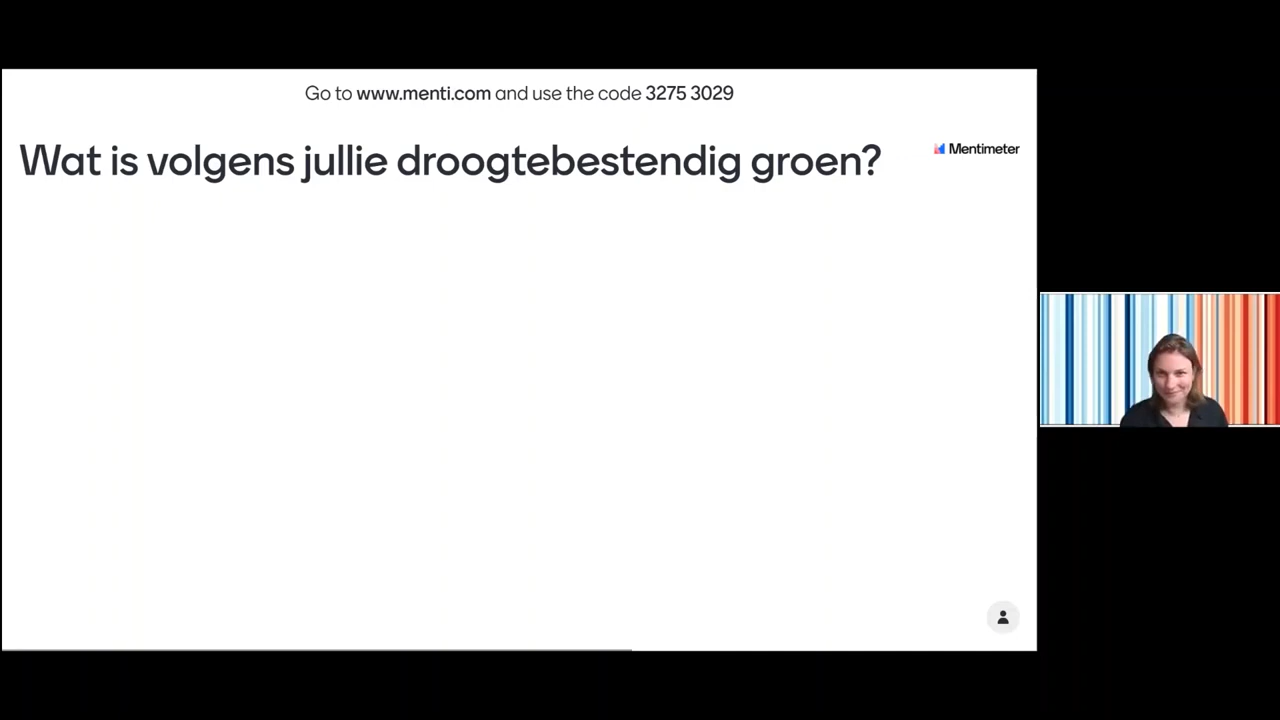 Go to www.menti.com and use the code 3275 3029
Wat is volgens jullie droogtebestendig groen?
Mentimeter